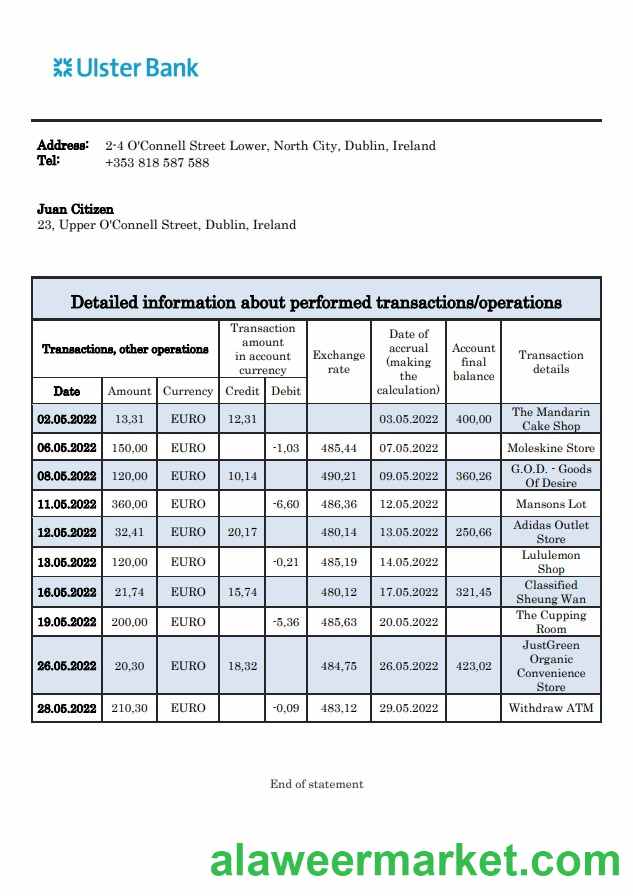 Ulster Bank
Address: 2-4 O'Connell Street Lower, North City, Dublin, Ireland
Tel: +353 818 587 588
Juan Citizen
23, Upper O'Connell Street, Dublin, Ireland
Detailed information about performed transactions/operations
Transactions, other operations
Transaction
amount
in account
currency
Exchange
rate
Date of
accrual
(making
the
calculation)
Account
final
balance
Transaction
details
Date Amount Currency Credit Debit
02.05.2022 13,31 EURO 12,31 03.05.2022 400,00 The Mandarin
Cake Shop
06.05.2022 150,00 EURO -1,03 485,44 07.05.2022 Moleskine Store
08.05.2022 120,00 EURO 10,14 490,21 09.05.2022 360,26 G.O.D. - Goods
Of Desire
11.05.2022 360,00 EURO -6,60 486,36 12.05.2022 Mansons Lot
12.05.2022 32,41 EURO 20,17 480,14 13.05.2022 250,66 Adidas Outlet
Store
13.05.2022 120,00 EURO -0,21 485,19 14.05.2022 Lululemon
Shop
16.05.2022 21,74 EURO 15,74 480,12 17.05.2022 321,45 Classified
Sheung Wan
19.05.2022 200,00 EURO -5,36 485,63 20.05.2022 The Cupping
Room
26.05.2022 20,30 EURO 18,32 484,75 26.05.2022 423,02 JustGreen
Organic
Convenience
Store
28.05.2022 210,30 EURO -0,09 483,12 29.05.2022 Withdraw ATM
End of statement
alaweermarket.com